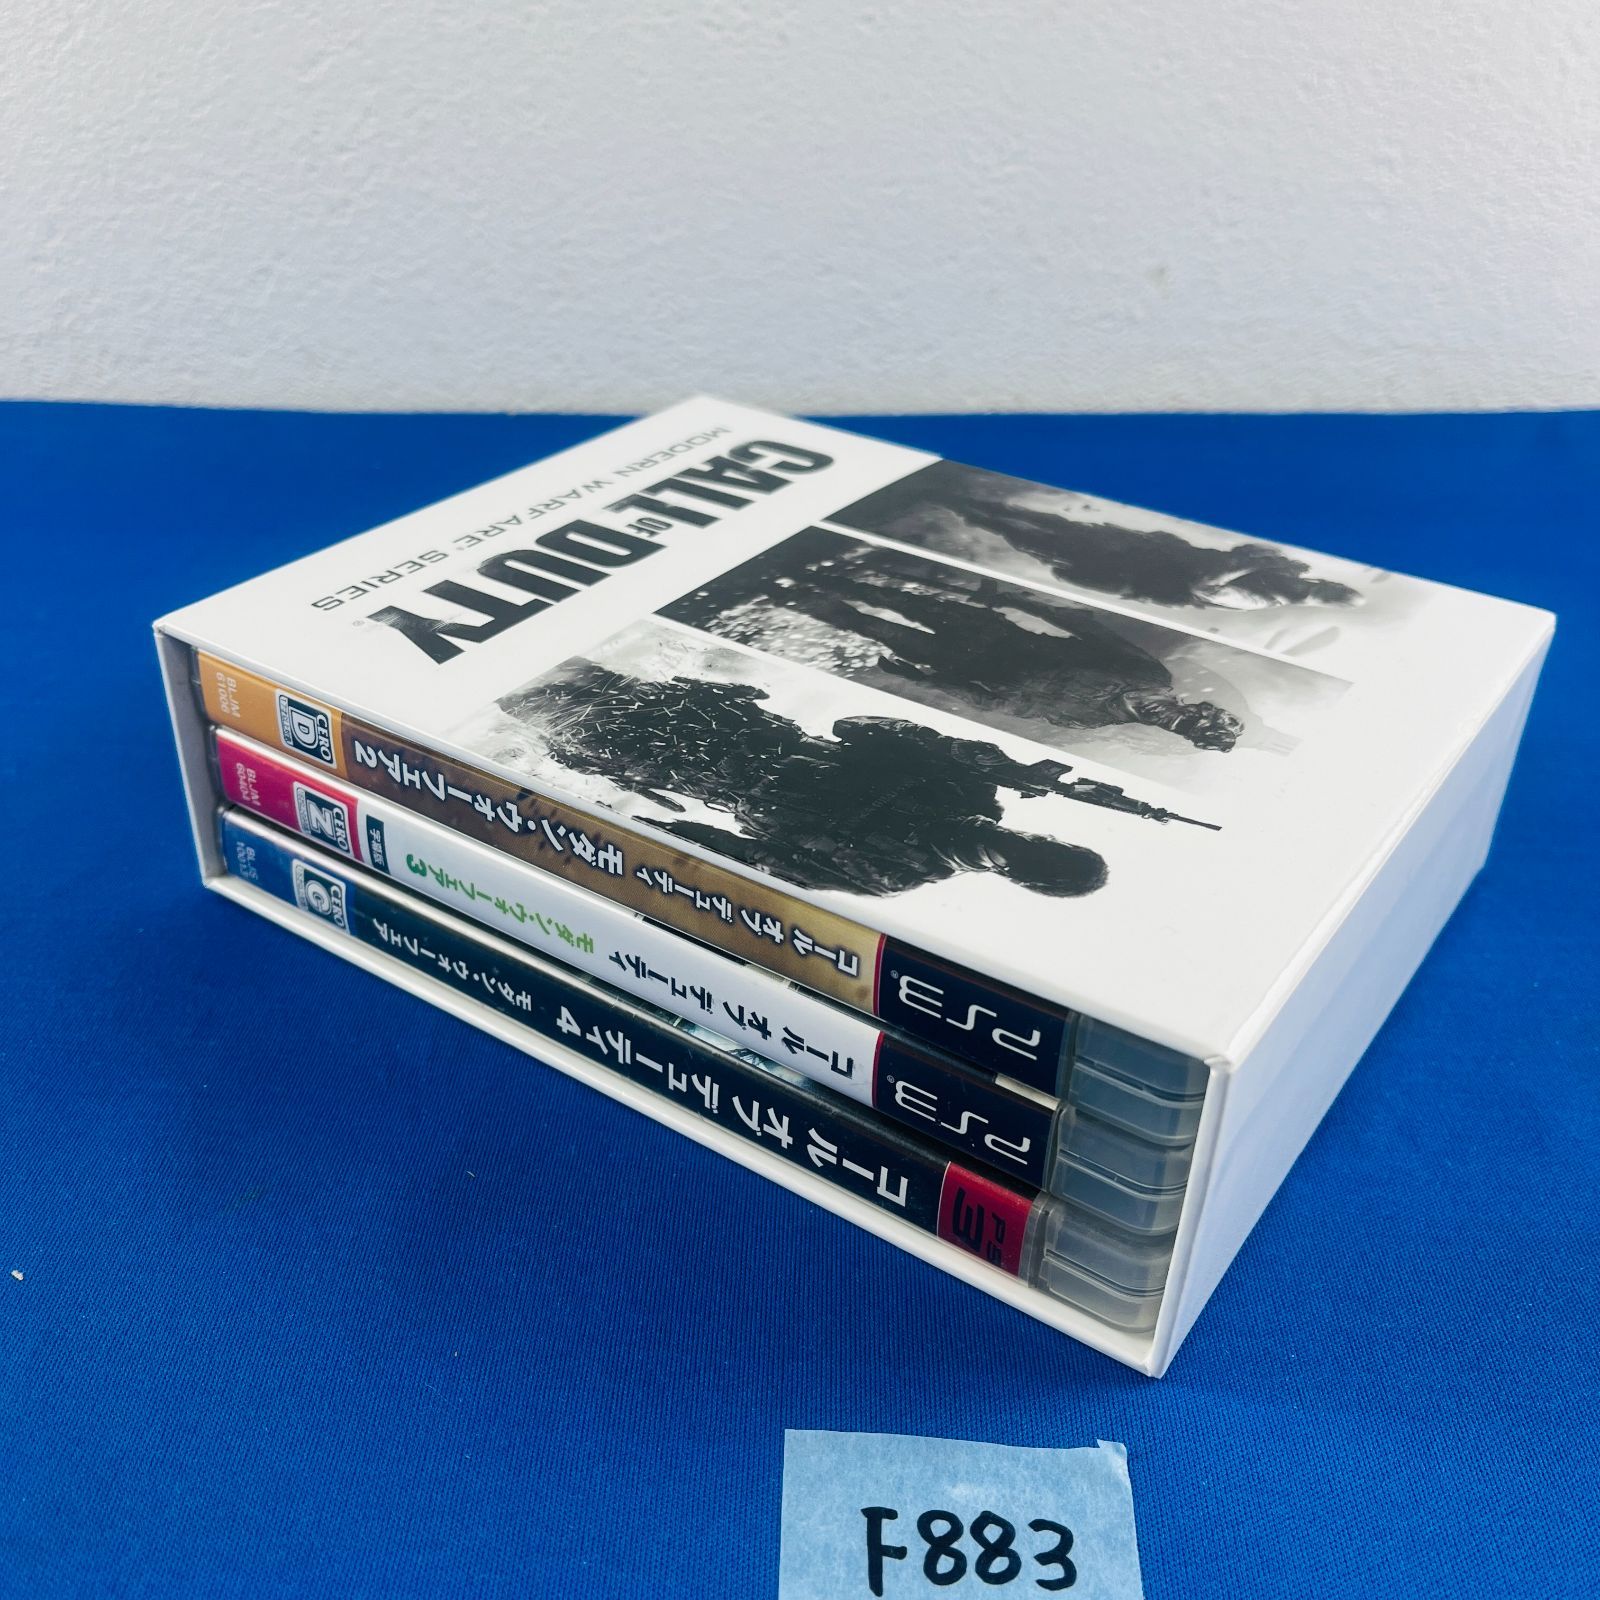 CALL OF DUTY®
MODERN WARFARE® SERIES
コール オブ デューティ モダン・ウォーフェア2
CERO D
BLJM
61006
コール オブ デューティ モダン・ウォーフェア3
字幕版
CERO Z
BLJM
60404
PS3
コール オブ デューティ4 モダン・ウォーフェア
CERO C
F883